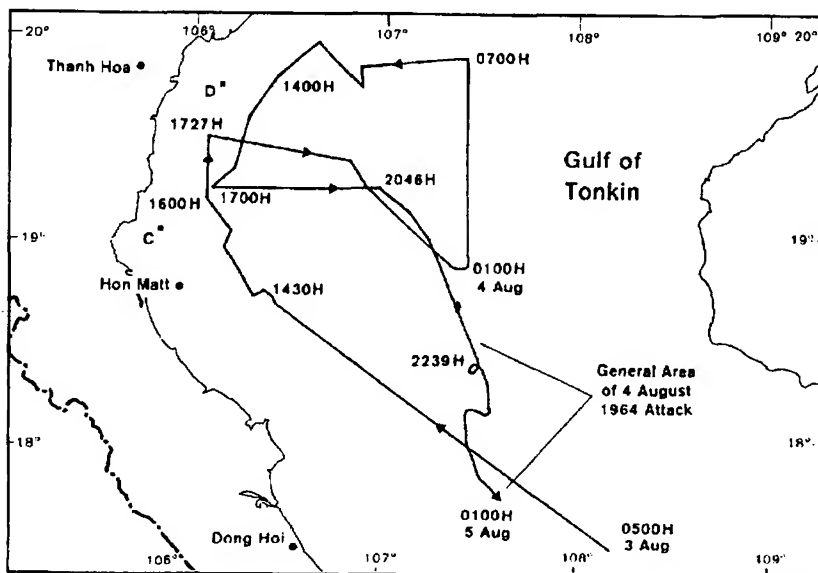 20°
106°
107°
108°
109°
20°
Thanh Hoa
D
0700H
1400H
1727H
Gulf of
Tonkin
2046H
1600H
1700H
19°
C
19°
0100H
4 Aug
Hon Matt
1430H
2239H
General Area
of 4 August
1964 Attack
18°
18°
0100H
5 Aug
0500H
3 Aug
Dong Hoi
106°
107°
108°
109°